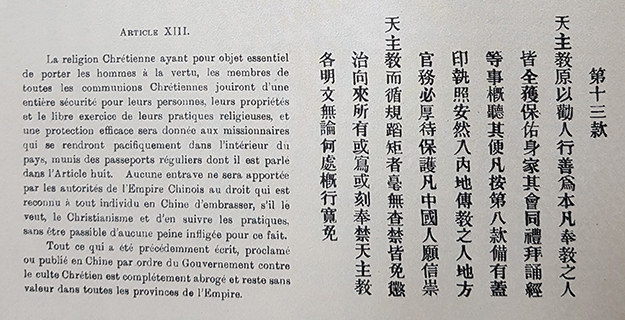 ARTICLE XIII.
La religion Chrétienne ayant pour objet essentiel
de porter les hommes à la vertu, les membres de
toutes les communions Chrétiennes jouiront d'une
entière sécurité pour leurs personnes, leurs propriétés
et le libre exercice de leurs pratiques religieuses, et
une protection efficace sera donnée aux missionnaires
qui se rendront pacifiquement dans l'intérieur du
pays, munis des passeports réguliers dont il est parlé
dans l'Article huit. Aucune entrave ne sera apportée
par les autorités de l'Empire Chinois au droit qui est
reconnu à tout individu en Chine d'embrasser, s'il le
veut, le Christianisme et d'en suivre les pratiques,
sans être passible d'aucune peine infligée pour ce fait.
Tout ce qui a été précédemment écrit, proclamé
ou publié en Chine par ordre du Gouvernement contre
le culte Chrétien est complétement abrogé et reste sans
valeur dans toutes les provinces de l'Empire.
第十三款
天主教原以勸人行善爲本凡奉教之人
皆全獲保佑身家其會同禮拜誦經
等事概聽其便凡按第八款備有蓋
印執照安然入內地傳教之人地方
官務必厚待保護凡中國人願信崇
天主教而循規蹈矩者毫無查禁皆免懲
治向來所有或寫或刻奉禁天主教
各明文無論何處概行寬免